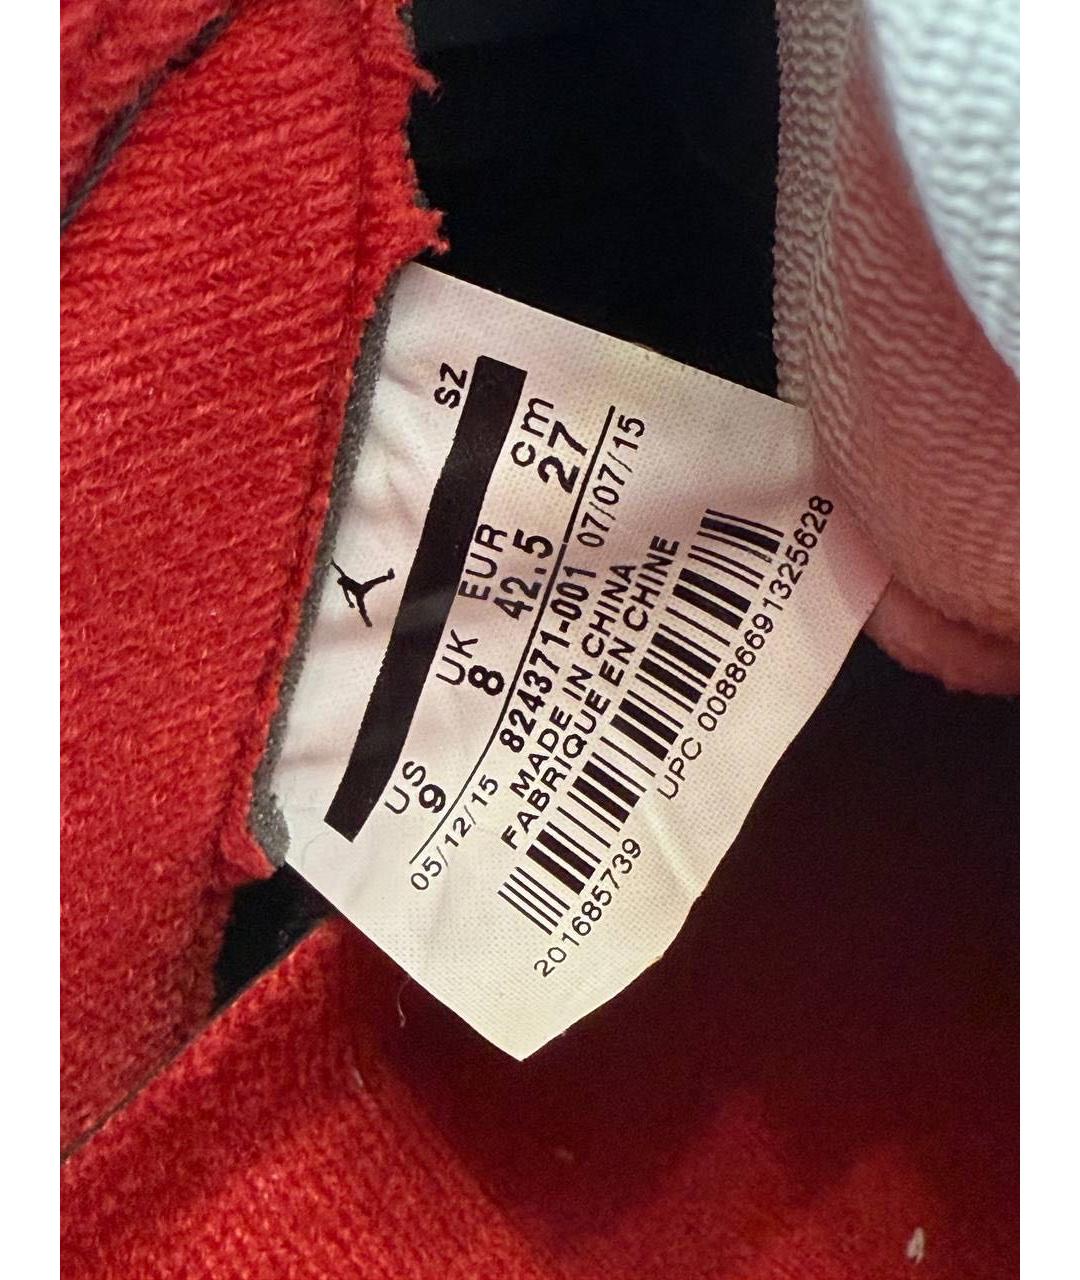 SZ
US UK EUR cm
9 8 42.5 27
05/12/15 824371-001 07/07/15
MADE IN CHINA
FABRIQUE EN CHINE
201685739 UPC 00886691325628